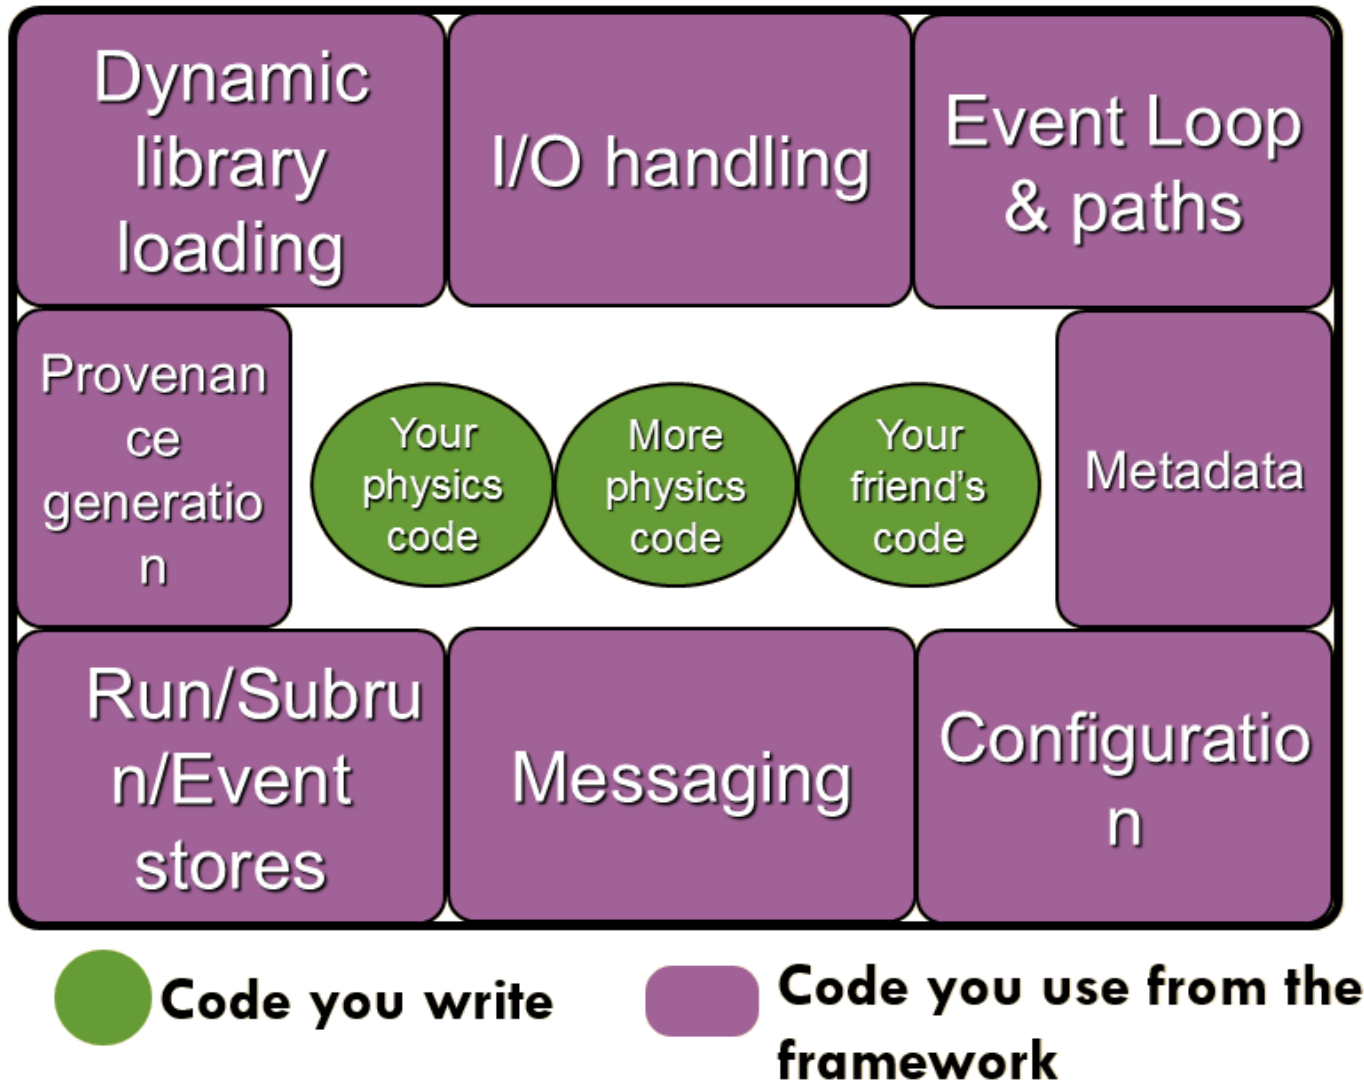 Dynamic
library
loading
I/O handling
Event Loop
& paths
Provenan
ce
generatio
n
Your
physics
code
More
physics
code
Your
friend's
code
Metadata
Run/Subru
n/Event
stores
Messaging
Configuratio
n
Code you write
Code you use from the
framework